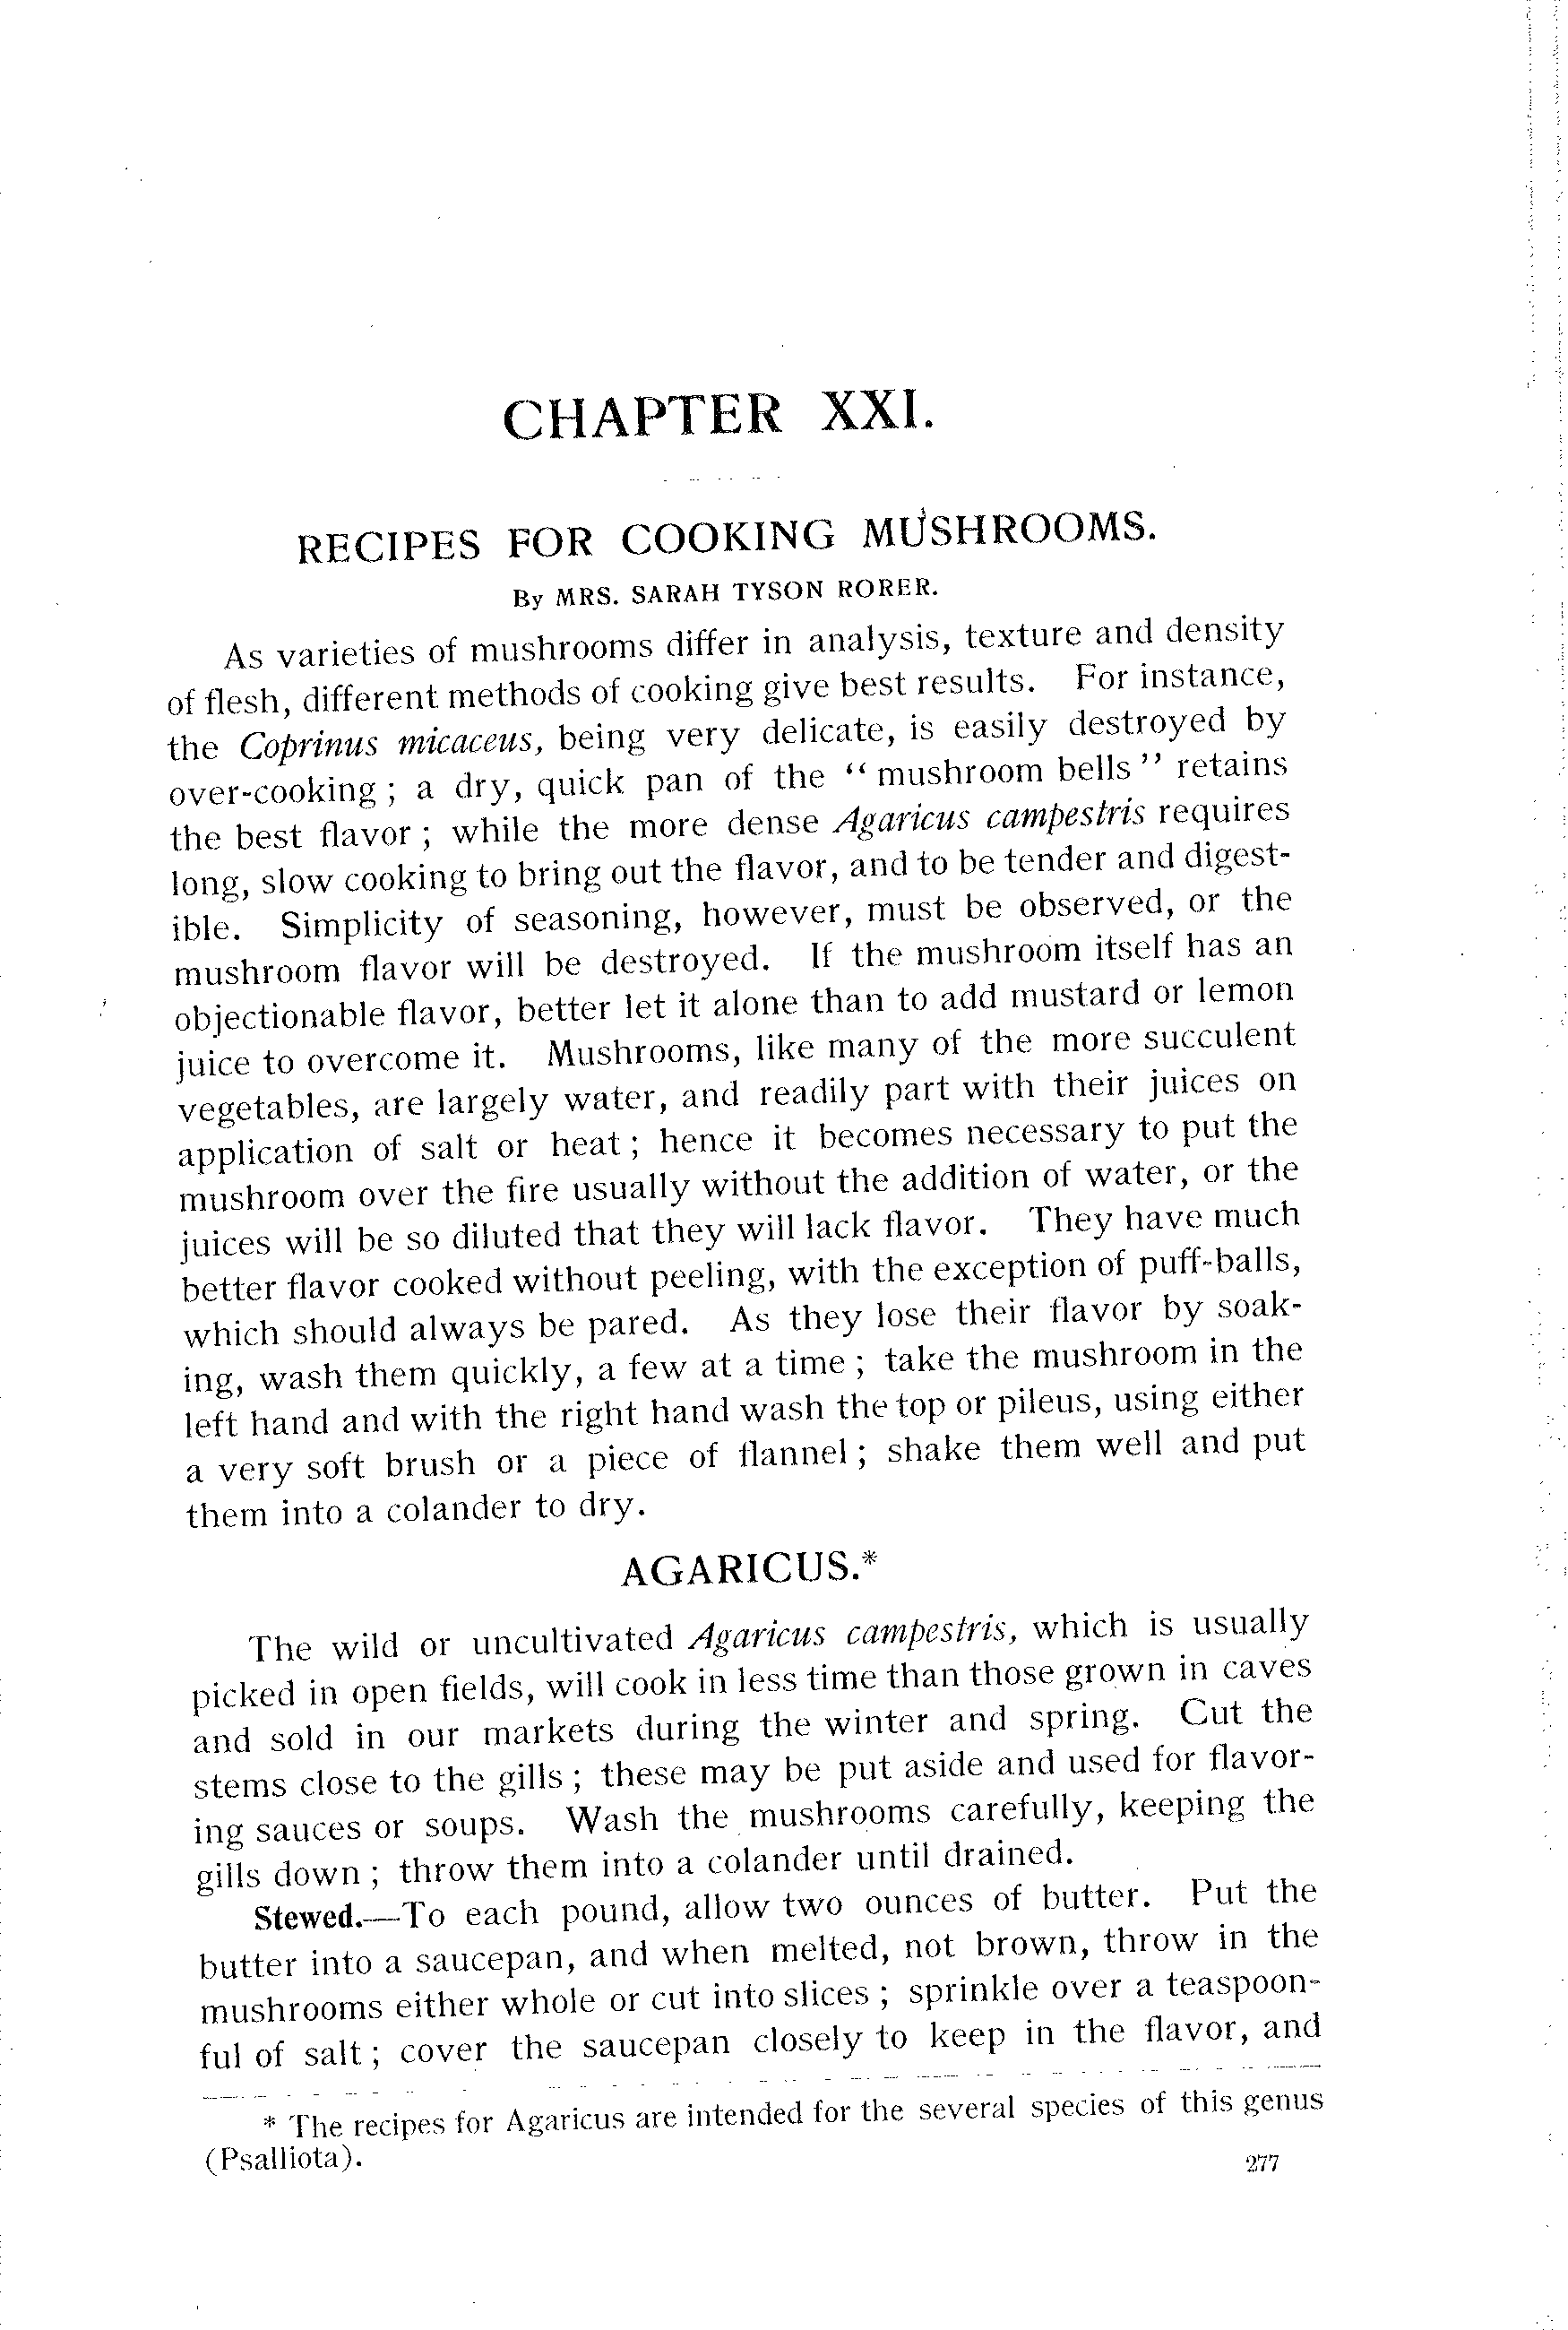 CHAPTER XXI.
RECIPES FOR COOKING MUSHROOMS.
By MRS. SARAH TYSON RORER.
As varieties of mushrooms differ in analysis, texture and density
of flesh, different methods of cooking give best results. For instance,
the Coprinus micaceus, being very delicate, is easily destroyed by
over-cooking ; a dry, quick pan of the “ mushroom bells ” retains
the best flavor ; while the more dense Agaricus campestris requires
long, slow cooking to bring out the flavor, and to be tender and digest-
ible. Simplicity of seasoning, however, must be observed, or the
mushroom flavor will be destroyed. If the mushroom itself has an
objectionable flavor, better let it alone than to add mustard or lemon
juice to overcome it. Mushrooms, like many of the more succulent
vegetables, are largely water, and readily part with their juices on
application of salt or heat ; hence it becomes necessary to put the
mushroom over the fire usually without the addition of water, or the
juices will be so diluted that they will lack flavor. They have much
better flavor cooked without peeling, with the exception of puff-balls,
which should always be pared. As they lose their flavor by soak-
ing, wash them quickly, a few at a time ; take the mushroom in the
left hand and with the right hand wash the top or pileus, using either
a very soft brush or a piece of flannel ; shake them well and put
them into a colander to dry.
AGARICUS.*
The wild or uncultivated Agaricus campestris, which is usually
picked in open fields, will cook in less time than those grown in caves
and sold in our markets during the winter and spring. Cut the
stems close to the gills ; these may be put aside and used for flavor-
ing sauces or soups. Wash the mushrooms carefully, keeping the
gills down ; throw them into a colander until drained.
Stewed.—To each pound, allow two ounces of butter. Put the
butter into a saucepan, and when melted, not brown, throw in the
mushrooms either whole or cut into slices ; sprinkle over a teaspoon-
ful of salt ; cover the saucepan closely to keep in the flavor, and
* The recipes for Agaricus are intended for the several species of this genus
(Psalliota).
277